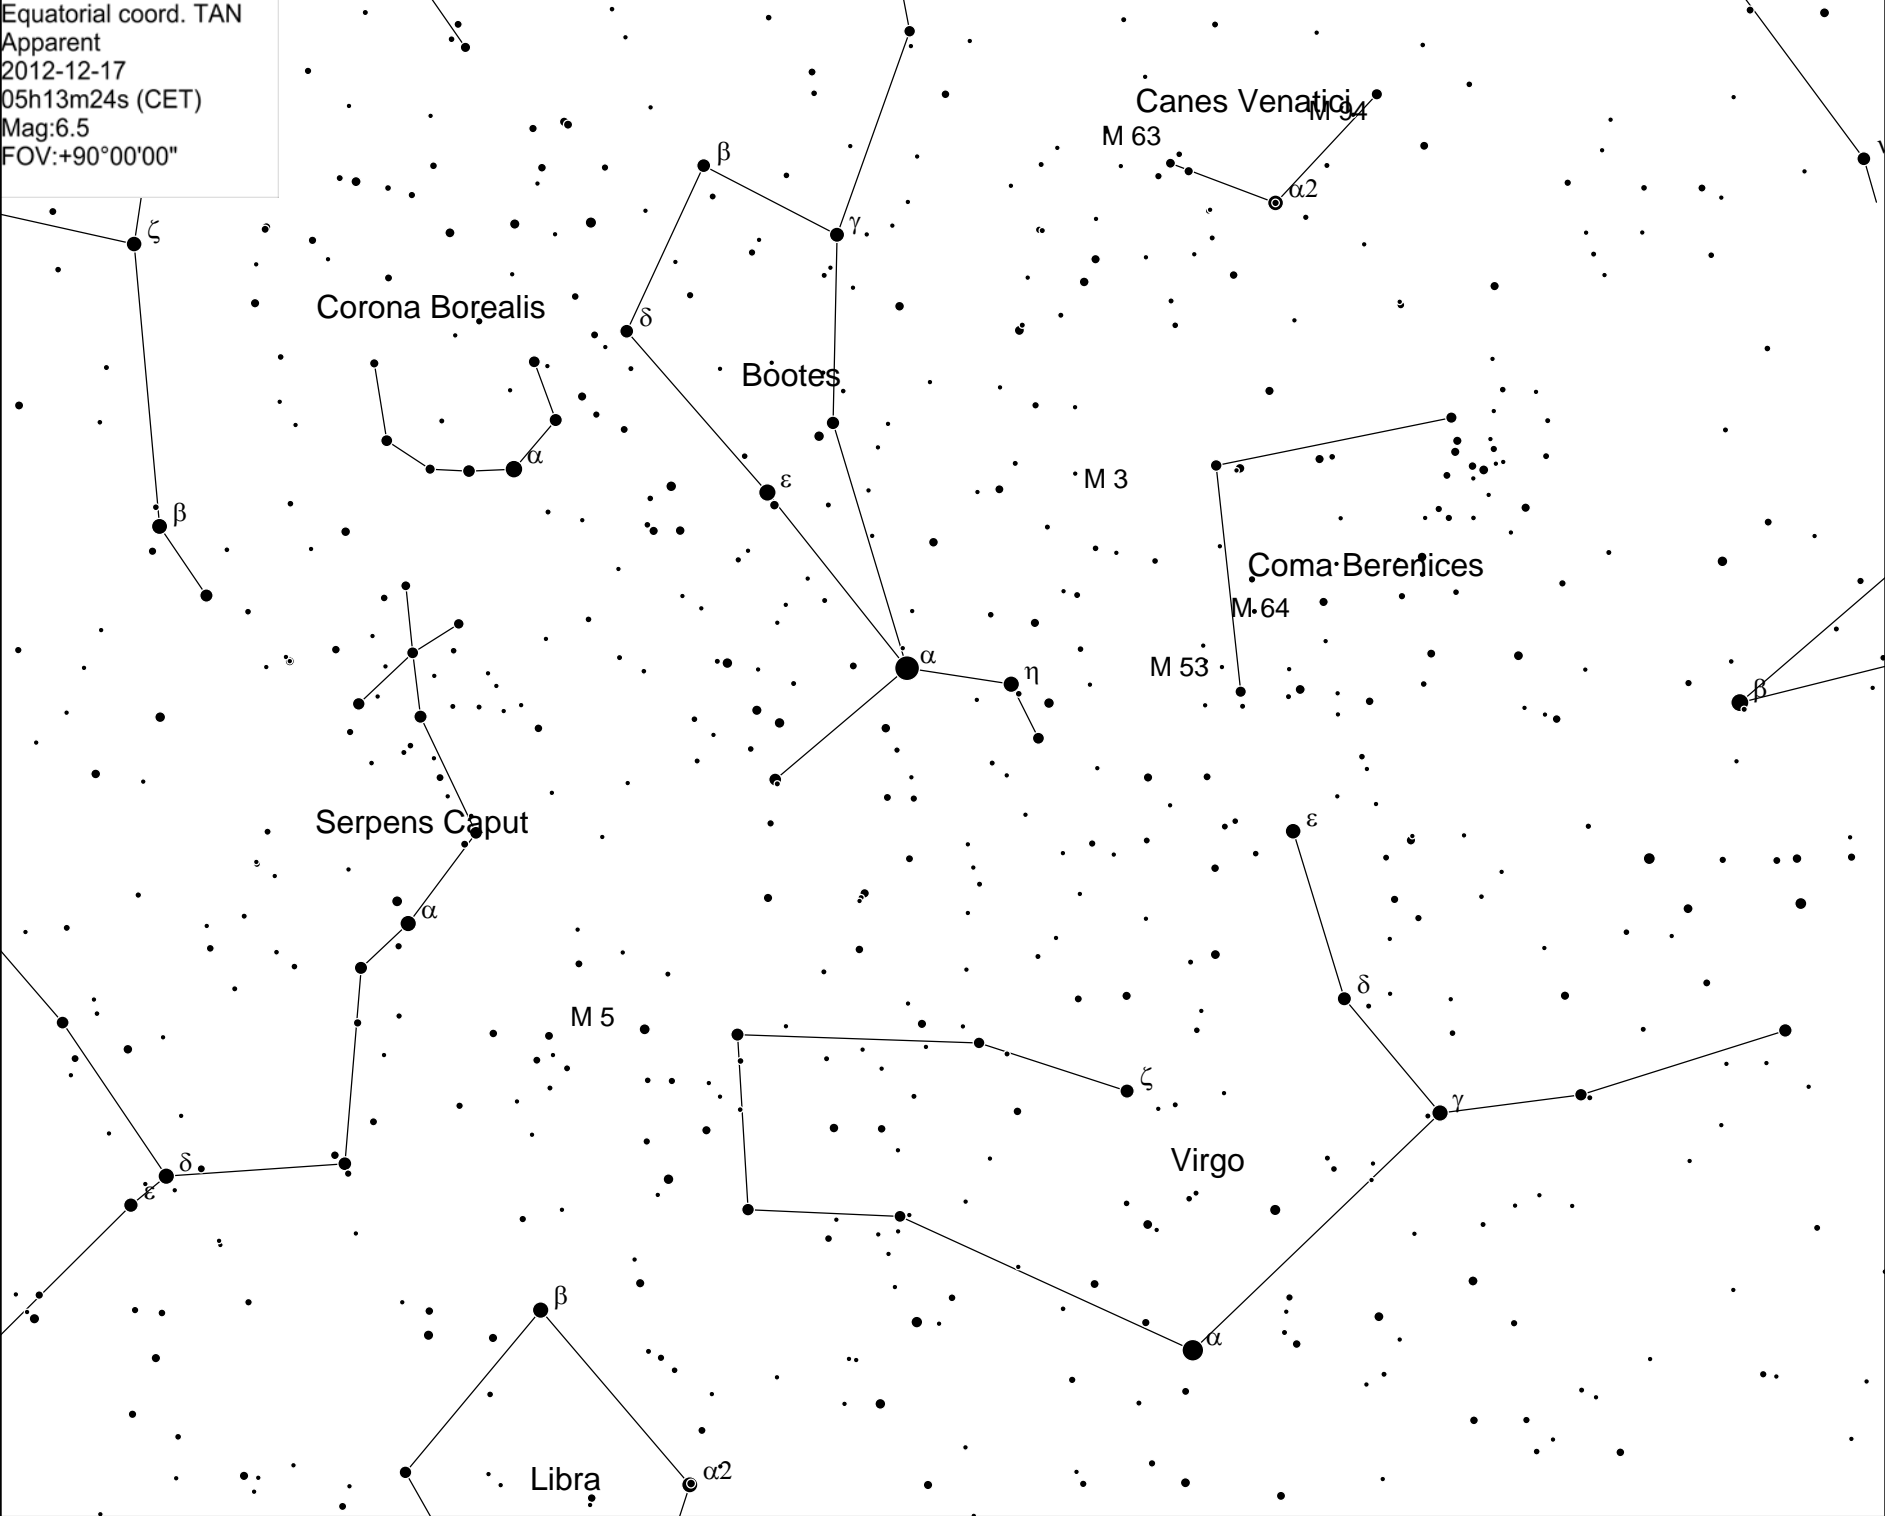 Equatorial coord. TAN
Apparent
2012-12-17
05h13m24s (CET)
Mag:6.5
FOV:+90°00'00"
Canes Venatici
M 94
M 63
β
α2
ζ
γ
Corona Borealis
δ
Bootes
α
ε
M 3
β
Coma Berenices
M 64
α
η
M 53
β
Serpens Caput
ε
α
δ
M 5
ζ
γ
Virgo
δ
ε
β
α
Libra
α2